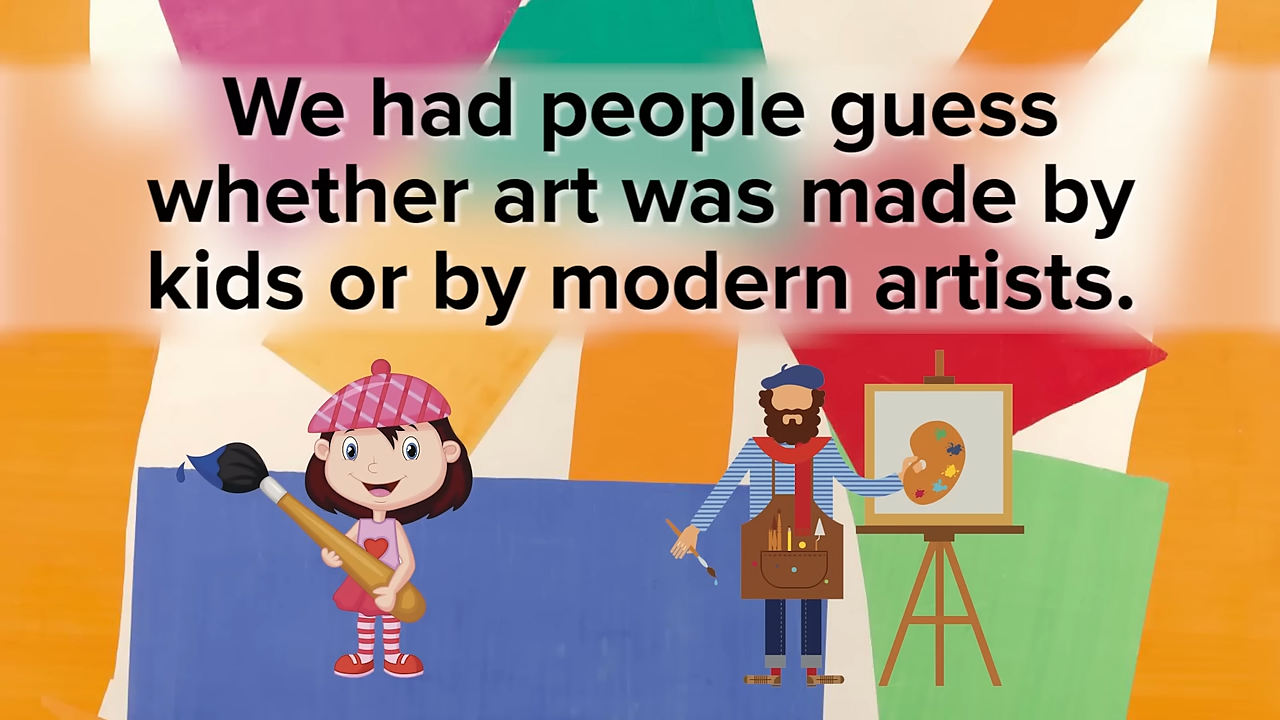 We had people guess
whether art was made by
kids or by modern artists.